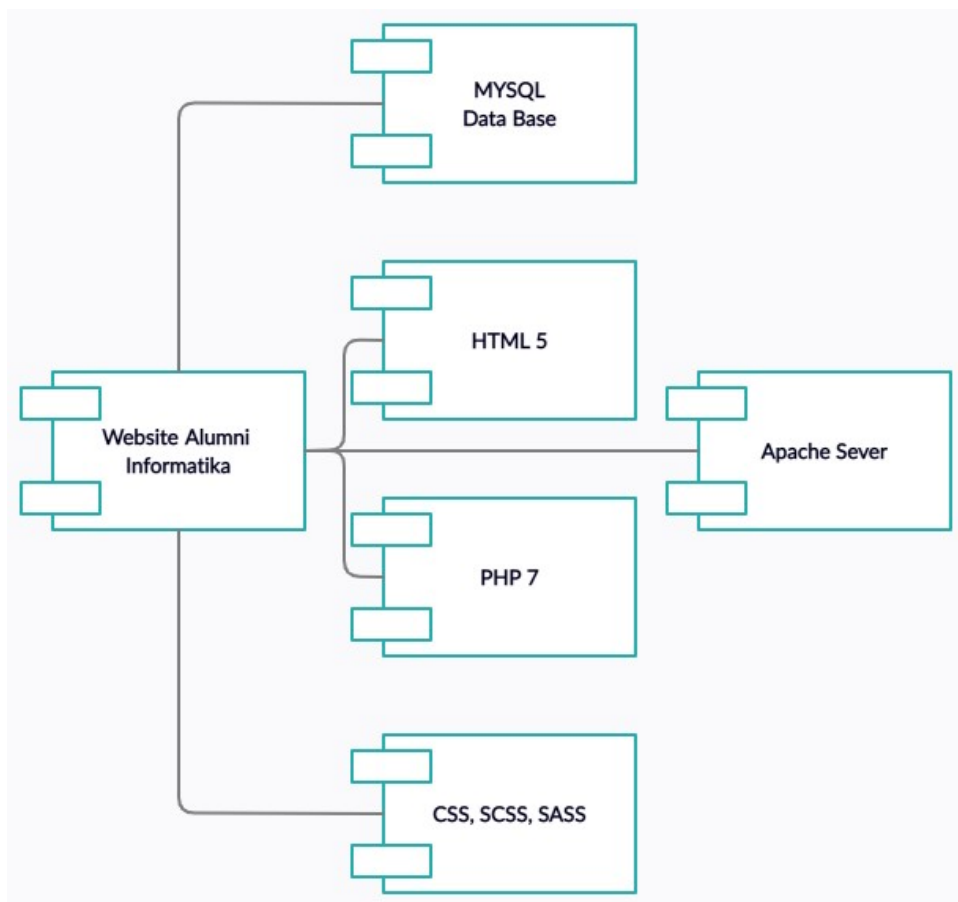 MYSQL
Data Base
HTML 5
Website Alumni
Informatika
Apache Sever
PHP 7
CSS, SCSS, SASS